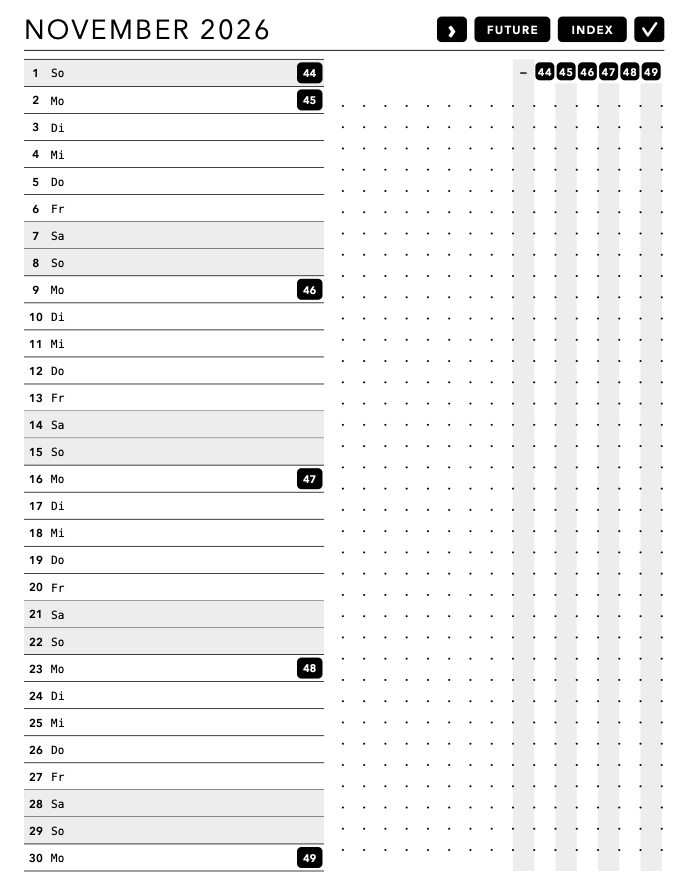 NOVEMBER 2026 › FUTURE INDEX ✓
– 44 45 46 47 48 49
1 So 44
2 Mo 45
3 Di
4 Mi
5 Do
6 Fr
7 Sa
8 So
9 Mo 46
10 Di
11 Mi
12 Do
13 Fr
14 Sa
15 So
16 Mo 47
17 Di
18 Mi
19 Do
20 Fr
21 Sa
22 So
23 Mo 48
24 Di
25 Mi
26 Do
27 Fr
28 Sa
29 So
30 Mo 49